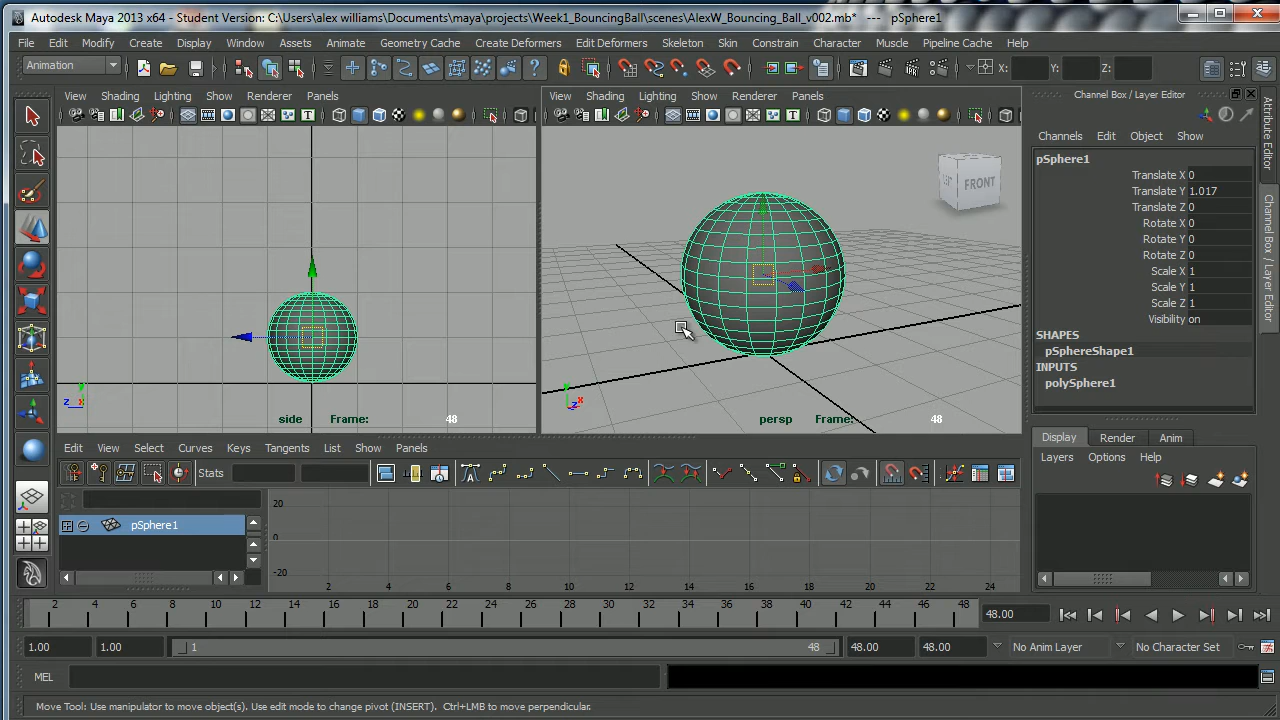 Autodesk Maya 2013 x64 - Student Version: C:\Users\alex williams\Documents\maya\projects\Week1_BouncingBall\scenes\AlexW_Bouncing_Ball_v002.mb* --- pSphere1
File Edit Modify Create Display Window Assets Animate Geometry Cache Create Deformers Edit Deformers Skeleton Skin Constrain Character Muscle Pipeline Cache Help
Animation X: Y: Z:
View Shading Lighting Show Renderer Panels
View Shading Lighting Show Renderer Panels
Channel Box / Layer Editor
Channels Edit Object Show
pSphere1
Translate X 0
Translate Y 1.017
Translate Z 0
Rotate X 0
Rotate Y 0
Rotate Z 0
Scale X 1
Scale Y 1
Scale Z 1
Visibility on
SHAPES
pSphereShape1
INPUTS
polySphere1
FRONT
y
z x
side Frame: 48
y
z x
persp Frame: 48
Attribute Editor
Channel Box / Layer Editor
Display Render Anim
Layers Options Help
Edit View Select Curves Keys Tangents List Show Panels
Stats
pSphere1
20
0
-20
2 4 6 8 10 12 14 16 18 20 22 24
2 4 6 8 10 12 14 16 18 20 22 24 26 28 30 32 34 36 38 40 42 44 46 48
48.00
1.00 1.00 1 48 48.00 48.00 No Anim Layer No Character Set
MEL
Move Tool: Use manipulator to move object(s). Use edit mode to change pivot (INSERT). Ctrl+LMB to move perpendicular.